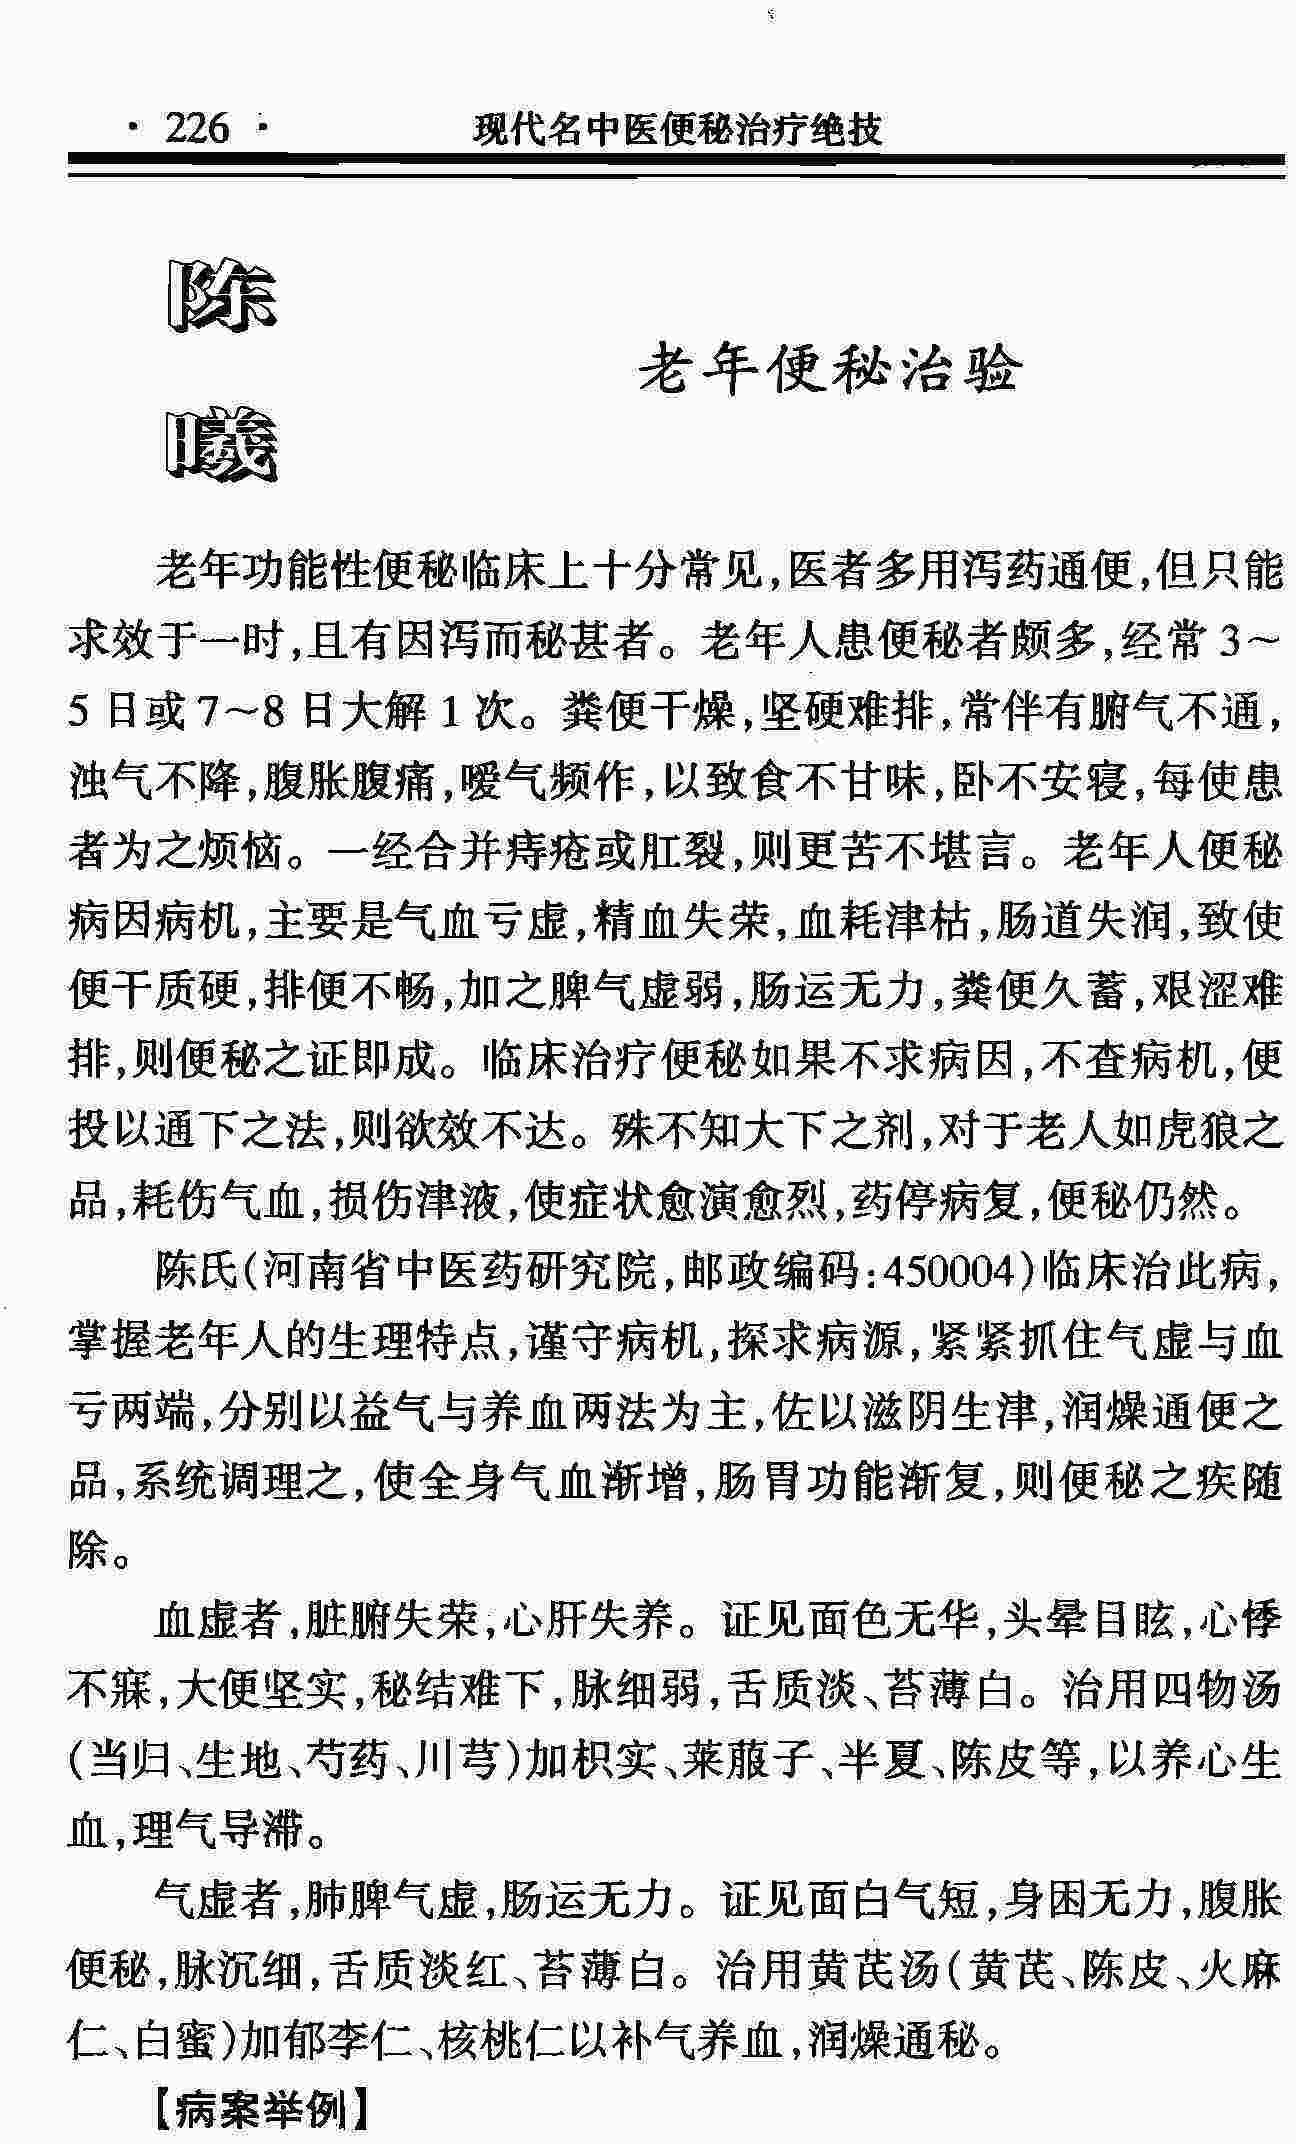 · 226 · 现代名中医便秘治疗绝技
陈
曦
老年便秘治验
老年功能性便秘临床上十分常见,医者多用泻药通便,但只能
求效于一时,且有因泻而秘甚者。老年人患便秘者颇多,经常 3～
5 日或 7～8 日大解 1 次。粪便干燥,坚硬难排,常伴有腑气不通,
浊气不降,腹胀腹痛,嗳气频作,以致食不甘味,卧不安寝,每使患
者为之烦恼。一经合并痔疮或肛裂,则更苦不堪言。老年人便秘
病因病机,主要是气血亏虚,精血失荣,血耗津枯,肠道失润,致使
便干质硬,排便不畅,加之脾气虚弱,肠运无力,粪便久蓄,艰涩难
排,则便秘之证即成。临床治疗便秘如果不求病因,不查病机,便
投以通下之法,则欲效不达。殊不知大下之剂,对于老人如虎狼之
品,耗伤气血,损伤津液,使症状愈演愈烈,药停病复,便秘仍然。
陈氏(河南省中医药研究院,邮政编码:450004)临床治此病,
掌握老年人的生理特点,谨守病机,探求病源,紧紧抓住气虚与血
亏两端,分别以益气与养血两法为主,佐以滋阴生津,润燥通便之
品,系统调理之,使全身气血渐增,肠胃功能渐复,则便秘之疾随
除。
血虚者,脏腑失荣,心肝失养。证见面色无华,头晕目眩,心悸
不寐,大便坚实,秘结难下,脉细弱,舌质淡、苔薄白。治用四物汤
(当归、生地、芍药、川芎)加枳实、莱菔子、半夏、陈皮等,以养心生
血,理气导滞。
气虚者,肺脾气虚,肠运无力。证见面白气短,身困无力,腹胀
便秘,脉沉细,舌质淡红、苔薄白。治用黄芪汤(黄芪、陈皮、火麻
仁、白蜜)加郁李仁、核桃仁以补气养血,润燥通秘。
【病案举例】